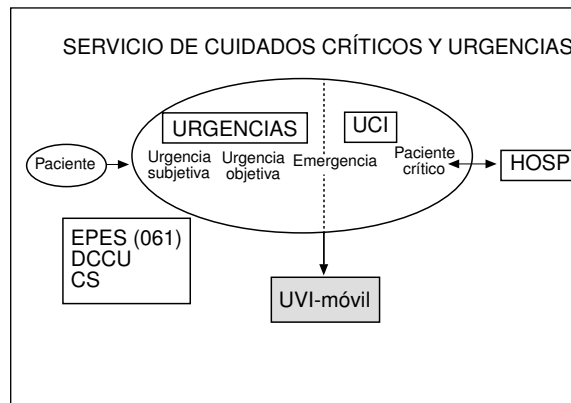 SERVICIO DE CUIDADOS CRÍTICOS Y URGENCIAS
URGENCIAS
UCI
Paciente
Urgencia
subjetiva
Urgencia
objetiva
Emergencia
Paciente
crítico
HOSP
EPES (061)
DCCU
CS
UVI-móvil